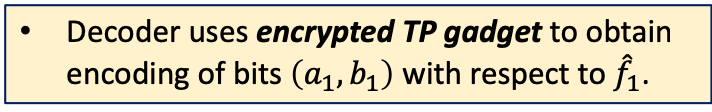 • Decoder uses encrypted TP gadget to obtain
encoding of bits (a₁, b₁) with respect to f̂₁.